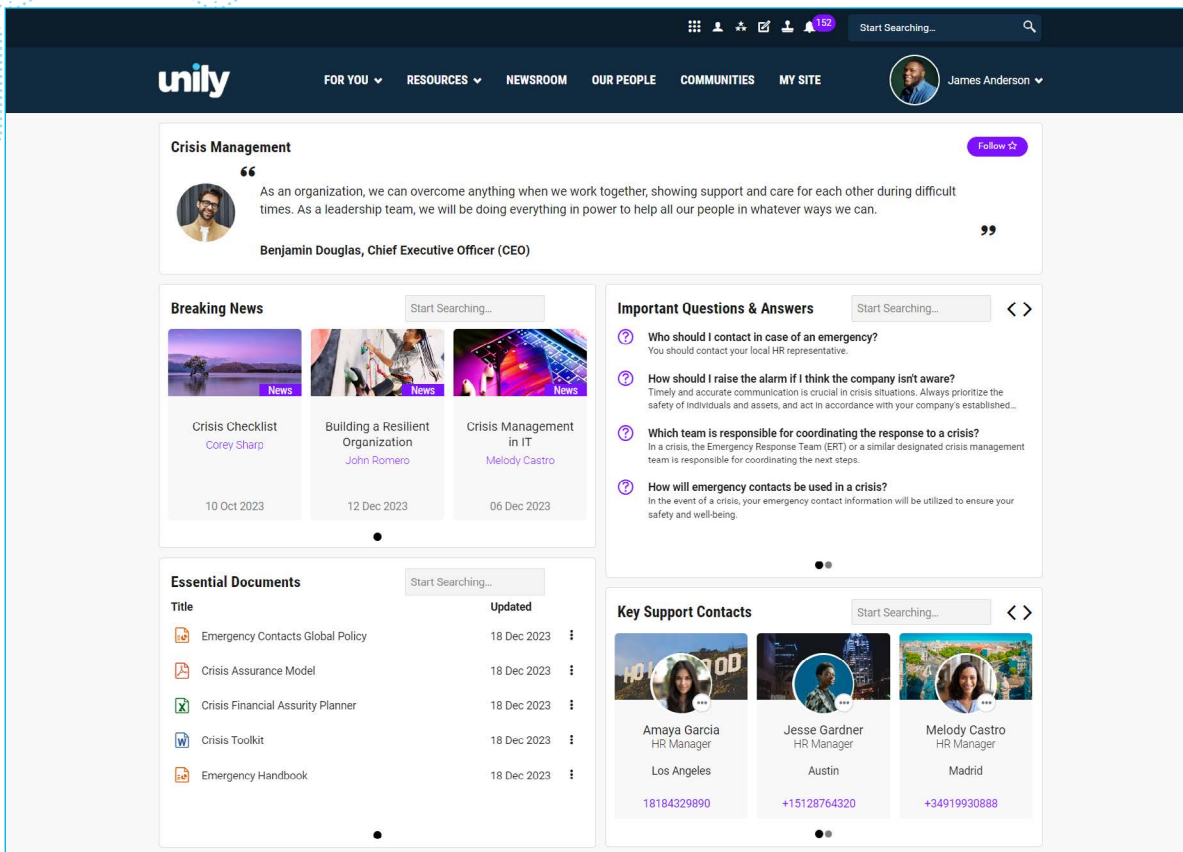 152
Start Searching...
unily
FOR YOU
RESOURCES
NEWSROOM
OUR PEOPLE
COMMUNITIES
MY SITE
James Anderson
Crisis Management
Follow
“
As an organization, we can overcome anything when we work together, showing support and care for each other during difficult
times. As a leadership team, we will be doing everything in power to help all our people in whatever ways we can.
”
Benjamin Douglas, Chief Executive Officer (CEO)
Breaking News
Start Searching...
News
Crisis Checklist
Corey Sharp
10 Oct 2023
News
Building a Resilient
Organization
John Romero
12 Dec 2023
News
Crisis Management
in IT
Melody Castro
06 Dec 2023
Important Questions & Answers
Start Searching...
Who should I contact in case of an emergency?
You should contact your local HR representative.
How should I raise the alarm if I think the company isn't aware?
Timely and accurate communication is crucial in crisis situations. Always prioritize the
safety of individuals and assets, and act in accordance with your company's established...
Which team is responsible for coordinating the response to a crisis?
In a crisis, the Emergency Response Team (ERT) or a similar designated crisis management
team is responsible for coordinating the next steps.
How will emergency contacts be used in a crisis?
In the event of a crisis, your emergency contact information will be utilized to ensure your
safety and well-being.
Essential Documents
Start Searching...
Title
Updated
Emergency Contacts Global Policy
18 Dec 2023
Crisis Assurance Model
18 Dec 2023
Crisis Financial Assurity Planner
18 Dec 2023
Crisis Toolkit
18 Dec 2023
Emergency Handbook
18 Dec 2023
Key Support Contacts
Start Searching...
Amaya Garcia
HR Manager
Los Angeles
18184329890
Jesse Gardner
HR Manager
Austin
+15128764320
Melody Castro
HR Manager
Madrid
+34919930888